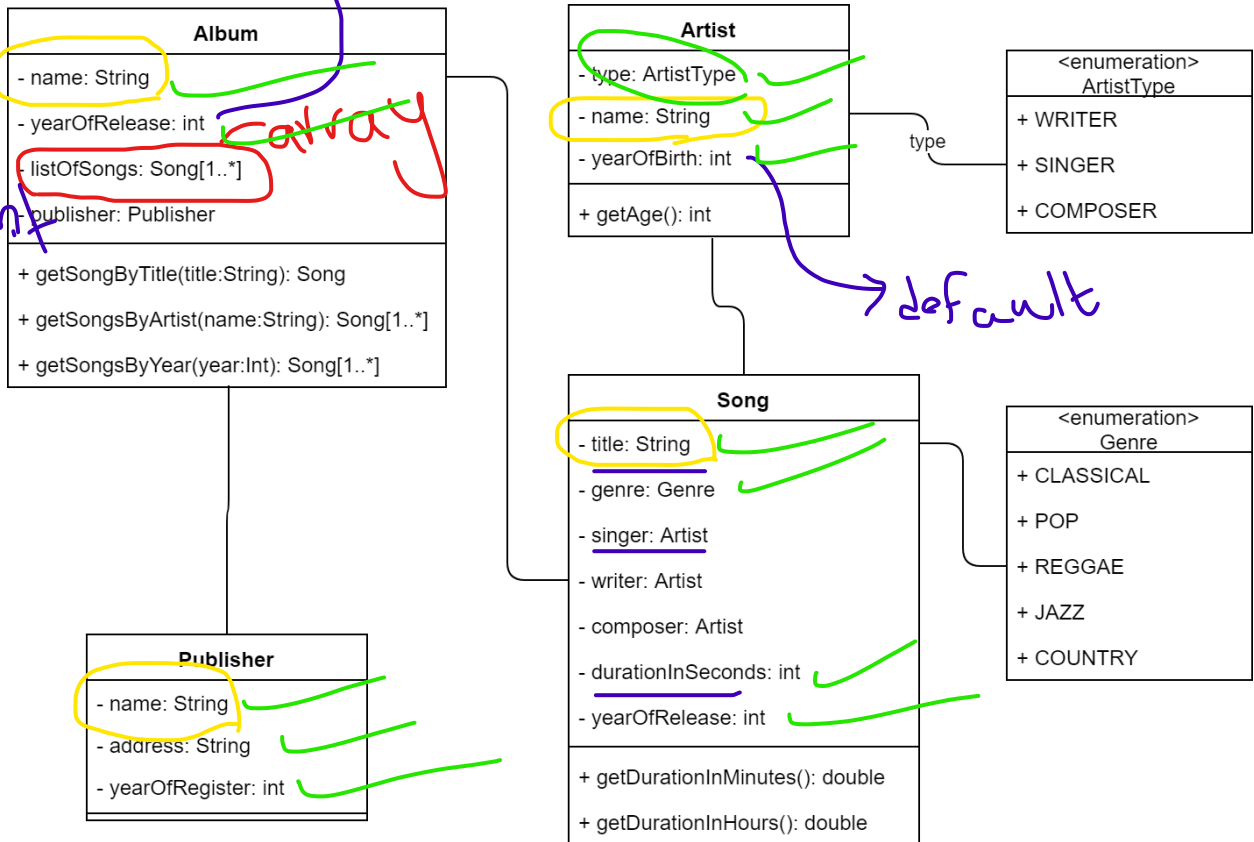 Album
- name: String
- yearOfRelease: int
- listOfSongs: Song[1..*]
- publisher: Publisher
+ getSongByTitle(title:String): Song
+ getSongsByArtist(name:String): Song[1..*]
+ getSongsByYear(year:Int): Song[1..*]
array
Artist
- type: ArtistType
- name: String
- yearOfBirth: int
+ getAge(): int
type
<enumeration>
ArtistType
+ WRITER
+ SINGER
+ COMPOSER
default
Song
- title: String
- genre: Genre
- singer: Artist
- writer: Artist
- composer: Artist
- durationInSeconds: int
- yearOfRelease: int
+ getDurationInMinutes(): double
+ getDurationInHours(): double
<enumeration>
Genre
+ CLASSICAL
+ POP
+ REGGAE
+ JAZZ
+ COUNTRY
Publisher
- name: String
- address: String
- yearOfRegister: int